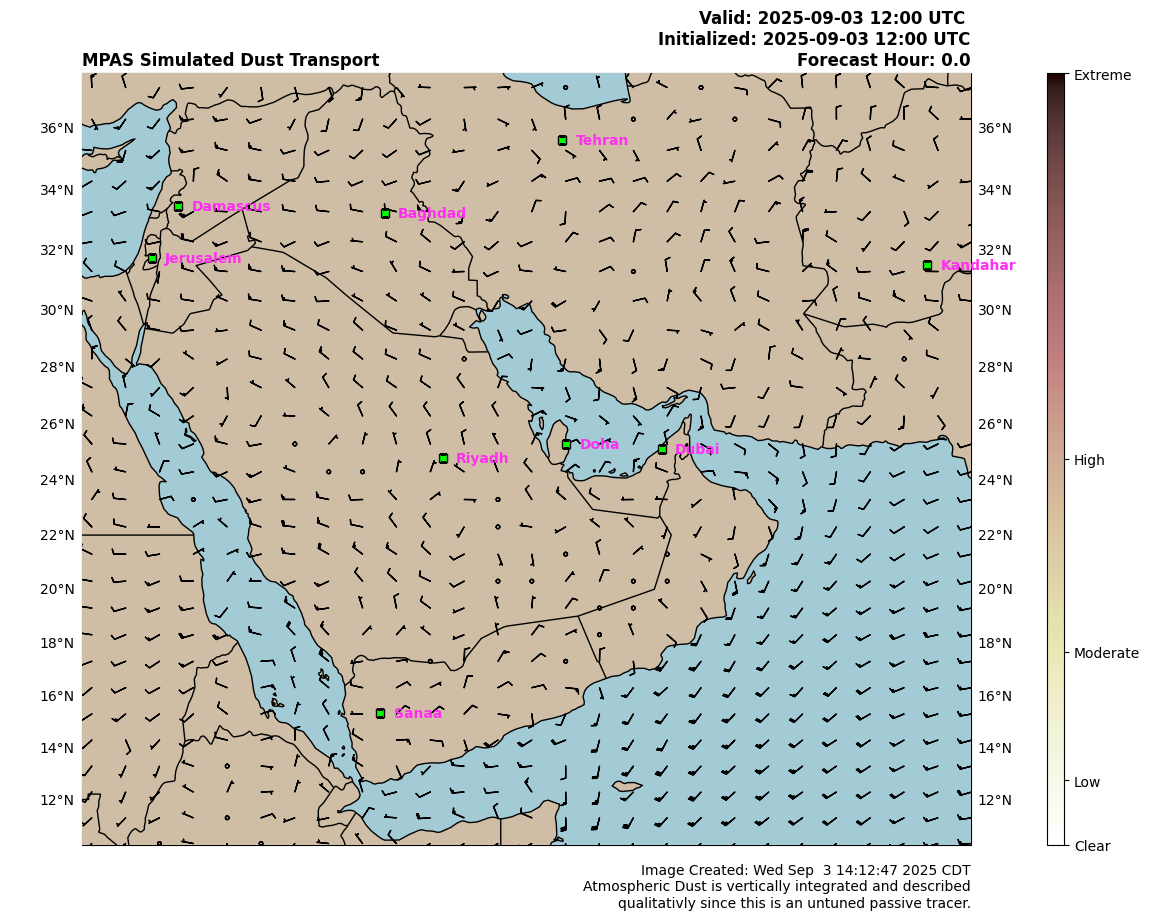 Valid: 2025-09-03 12:00 UTC
Initialized: 2025-09-03 12:00 UTC
MPAS Simulated Dust Transport
Forecast Hour: 0.0
Extreme
36°N
36°N
Tehran
34°N
34°N
Damascus
Baghdad
32°N
32°N
Jerusalem
Kandahar
30°N
30°N
28°N
28°N
26°N
26°N
Doha
Dubai
Riyadh
High
24°N
24°N
22°N
22°N
20°N
20°N
18°N
18°N
Moderate
16°N
16°N
Sanaa
14°N
14°N
Low
12°N
12°N
Clear
Image Created: Wed Sep  3 14:12:47 2025 CDT
Atmospheric Dust is vertically integrated and described
qualitativly since this is an untuned passive tracer.